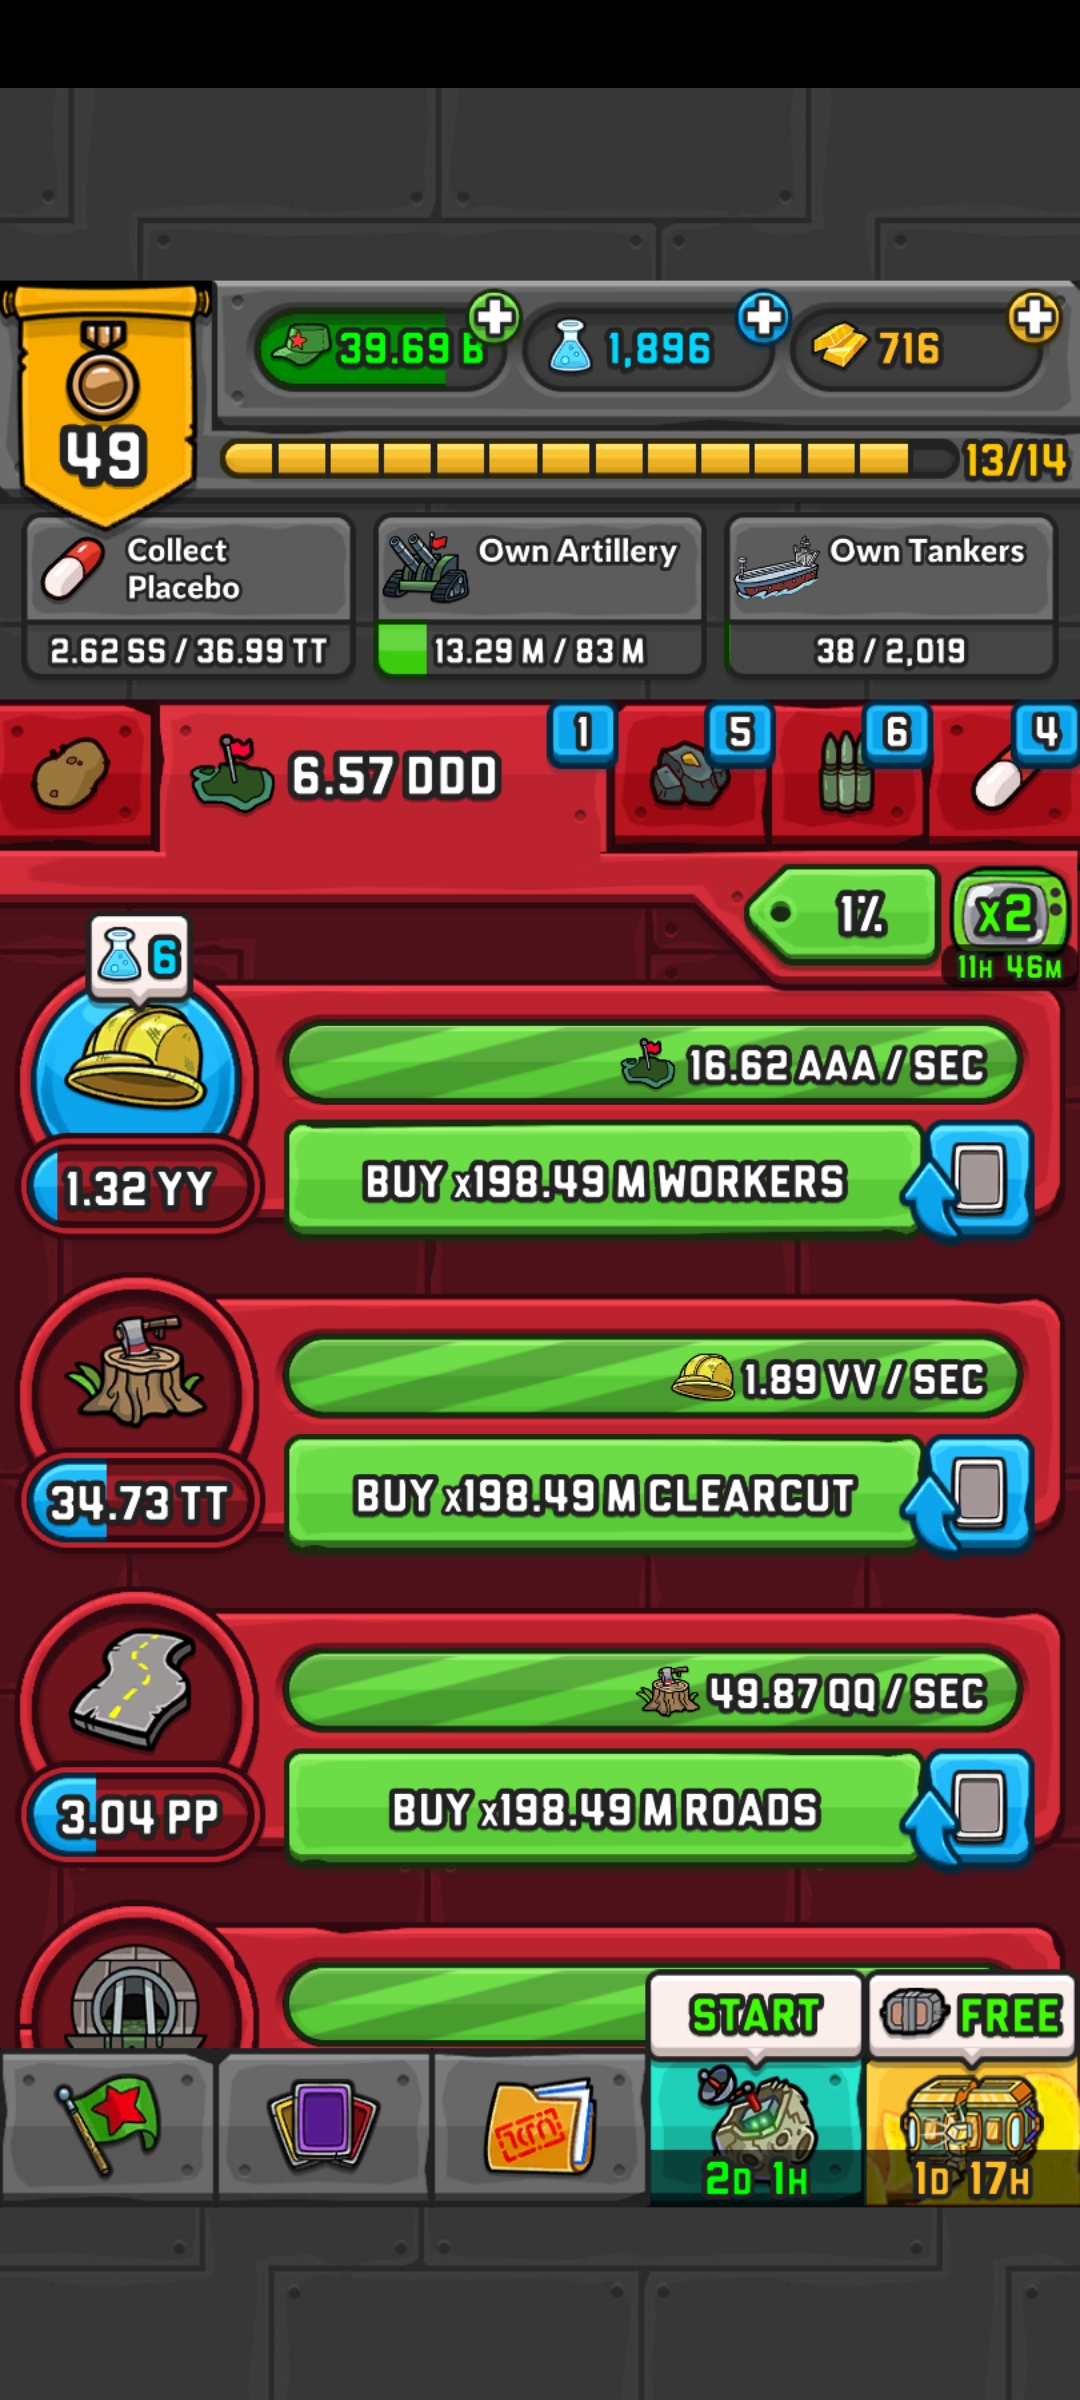 39.69 B
1,896
716
49
13/14
Collect
Placebo
2.62 SS / 36.99 TT
Own Artillery
13.29 M / 83 M
Own Tankers
38 / 2,019
6.57 DDD
1
5
6
4
1%
x2
11H 46M
6
16.62 AAA / SEC
1.32 YY
BUY x198.49 M WORKERS
1.89 VV / SEC
34.73 TT
BUY x198.49 M CLEARCUT
49.87 QQ / SEC
3.04 PP
BUY x198.49 M ROADS
START
FREE
2D 1H
1D 17H